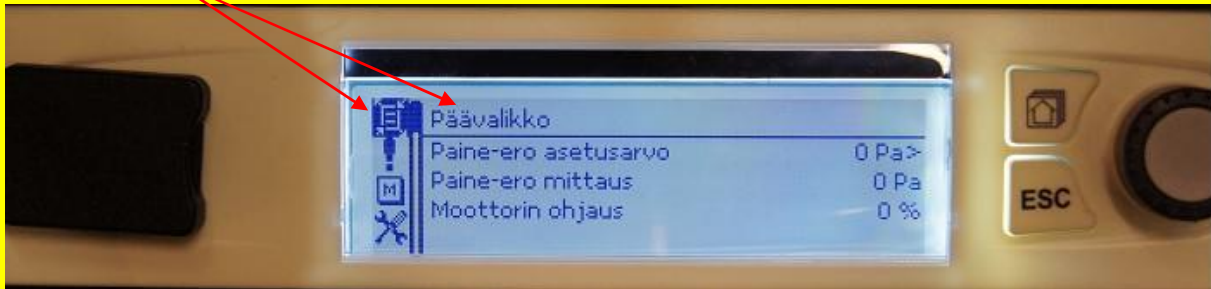 Päävalikko
Paine-ero asetusarvo 0 Pa>
Paine-ero mittaus 0 Pa
M
Moottorin ohjaus 0 %
ESC